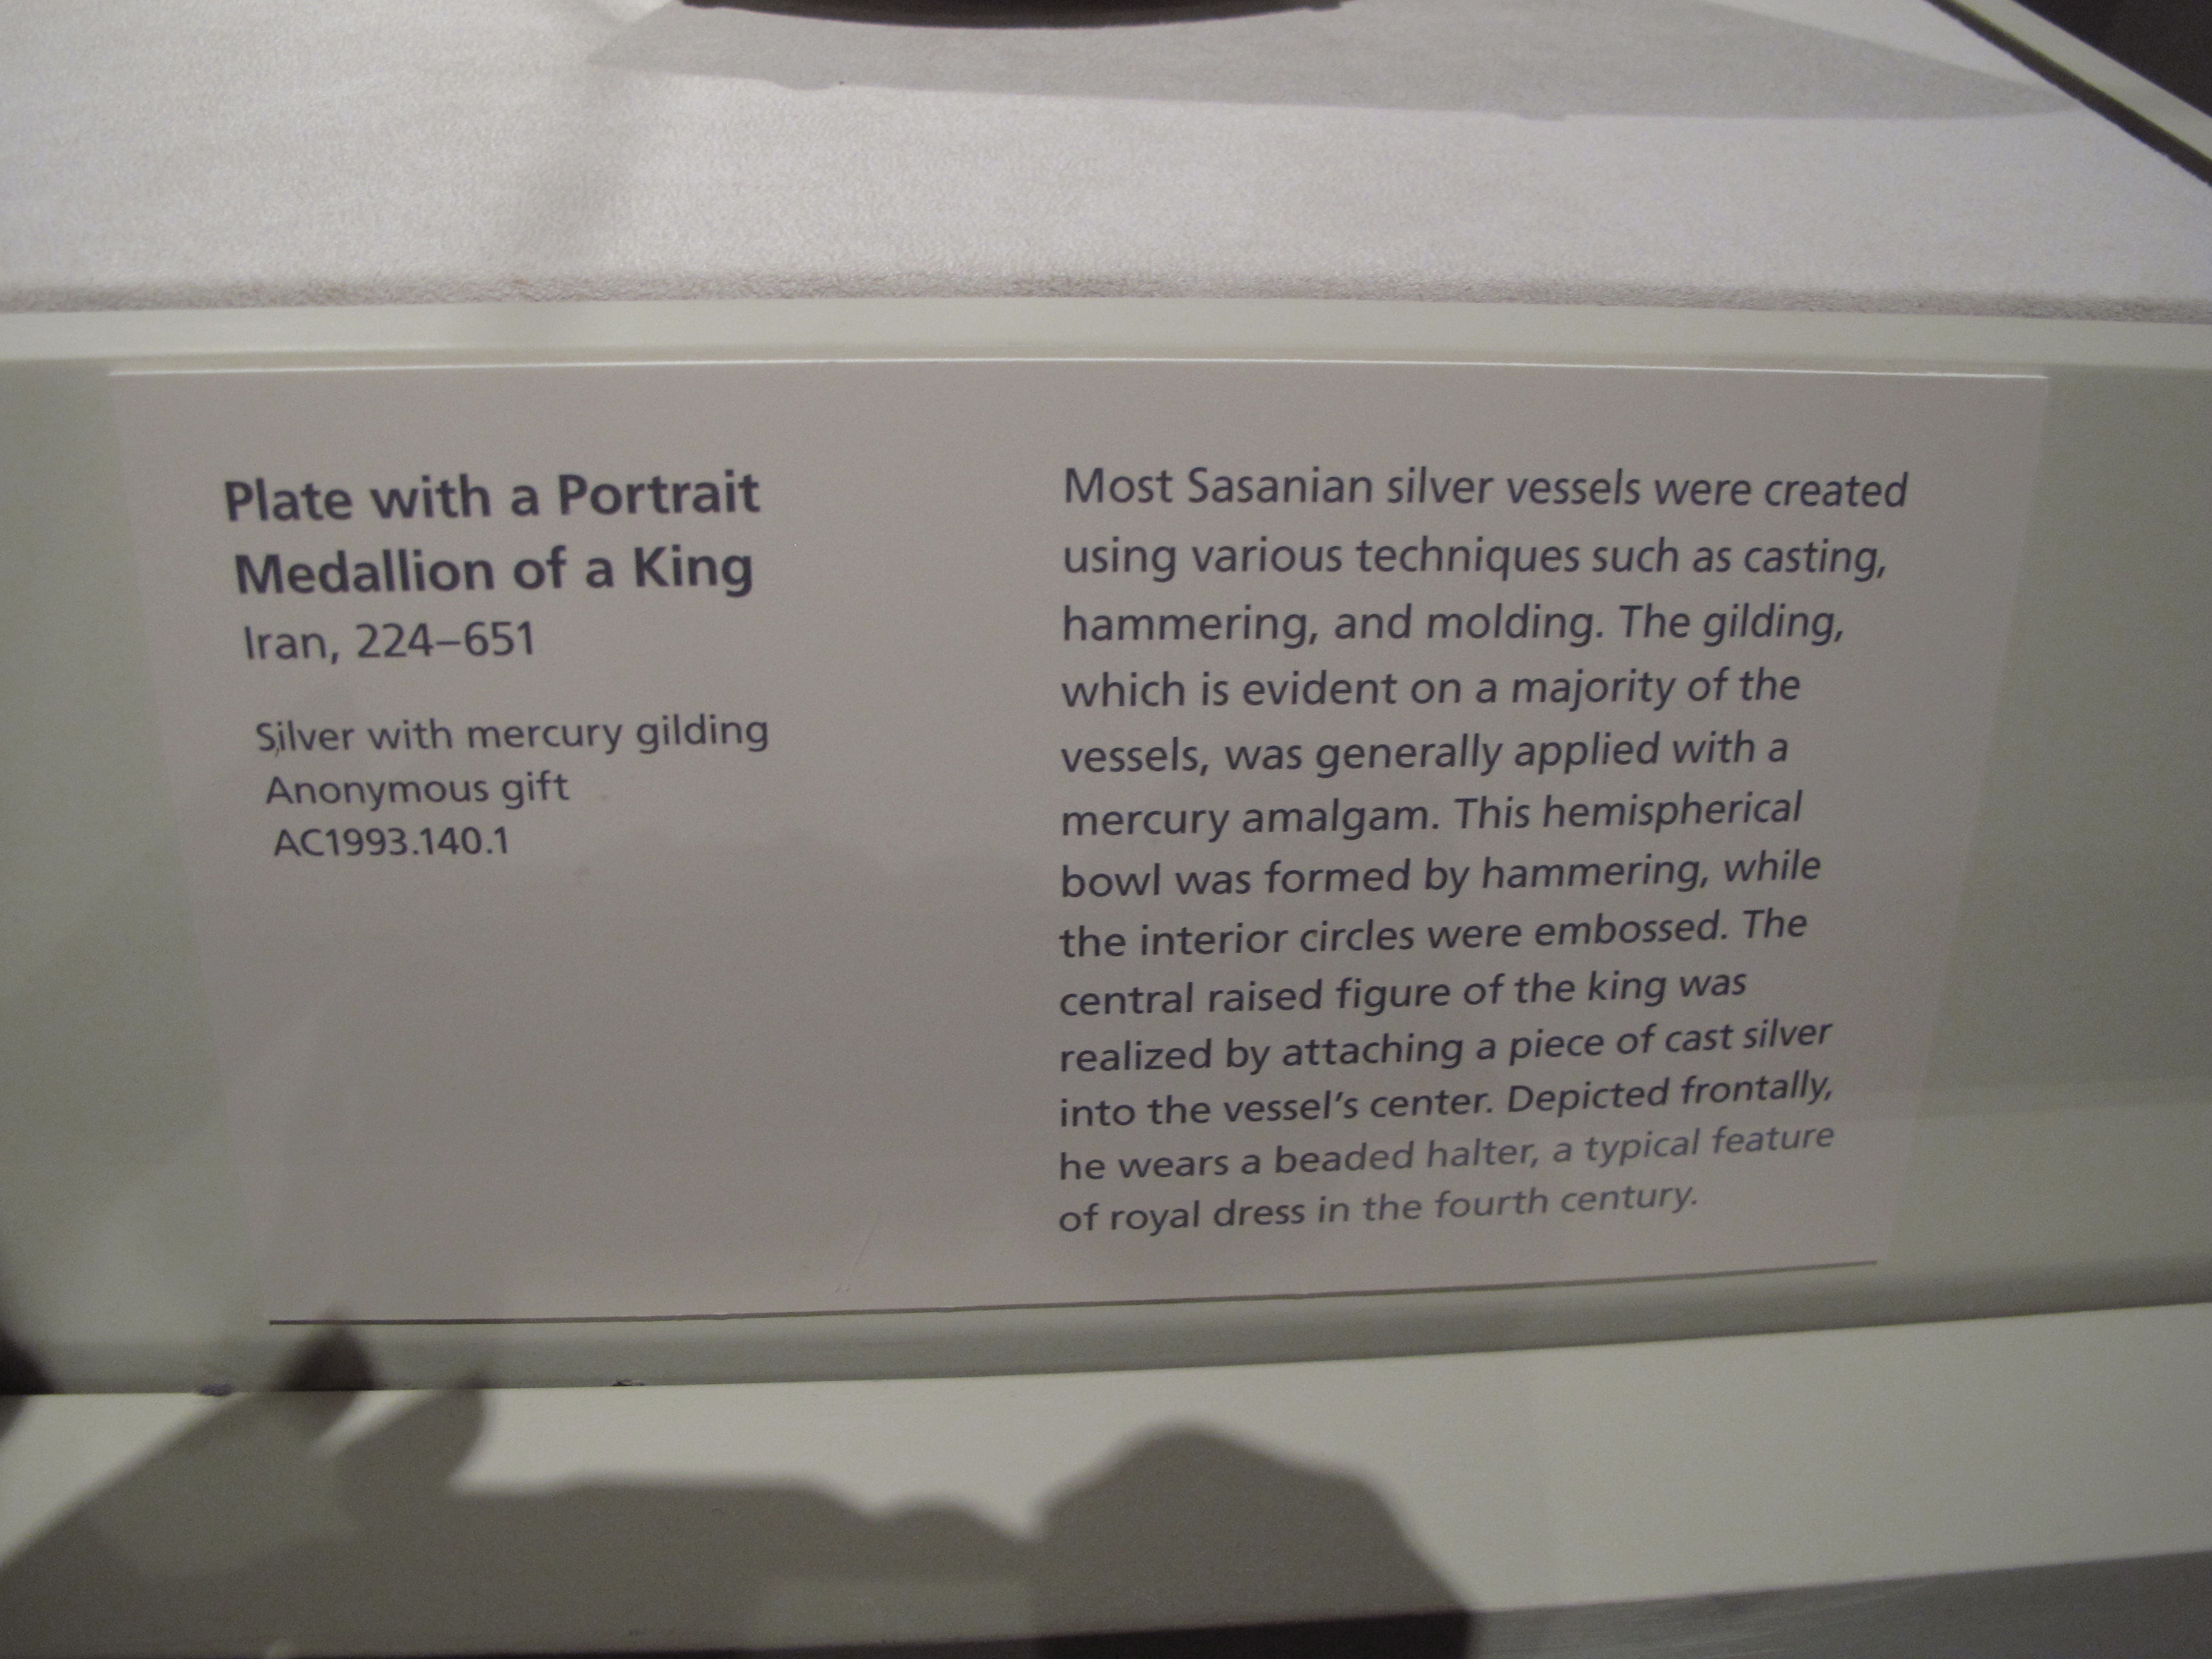 Plate with a Portrait
Medallion of a King
Iran, 224–651
Silver with mercury gilding
Anonymous gift
AC1993.140.1
Most Sasanian silver vessels were created
using various techniques such as casting,
hammering, and molding. The gilding,
which is evident on a majority of the
vessels, was generally applied with a
mercury amalgam. This hemispherical
bowl was formed by hammering, while
the interior circles were embossed. The
central raised figure of the king was
realized by attaching a piece of cast silver
into the vessel's center. Depicted frontally,
he wears a beaded halter, a typical feature
of royal dress in the fourth century.